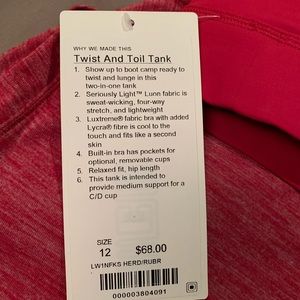 WHY WE MADE THIS
Twist And Toil Tank
1. Show up to boot camp ready to
twist and lunge in this
two-in-one tank
2. Seriously Light™ Luon fabric is
sweat-wicking, four-way
stretch, and lightweight
3. Luxtreme® fabric bra with added
Lycra® fibre is cool to the
touch and fits like a second
skin
4. Built-in bra has pockets for
optional, removable cups
5. Relaxed fit, hip length
6. This tank is intended to
provide medium support for a
C/D cup
SIZE
12 $68.00
LW1NFKS HERD/RUBR
000003804091